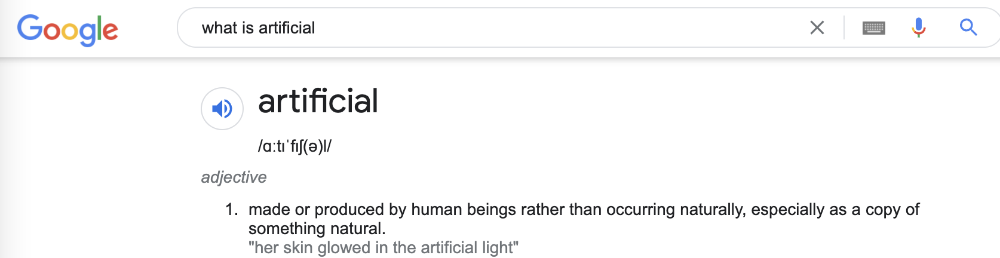 Google
what is artificial
artificial
/ɑːtɪˈfɪʃ(ə)l/
adjective
1. made or produced by human beings rather than occurring naturally, especially as a copy of
something natural.
"her skin glowed in the artificial light"